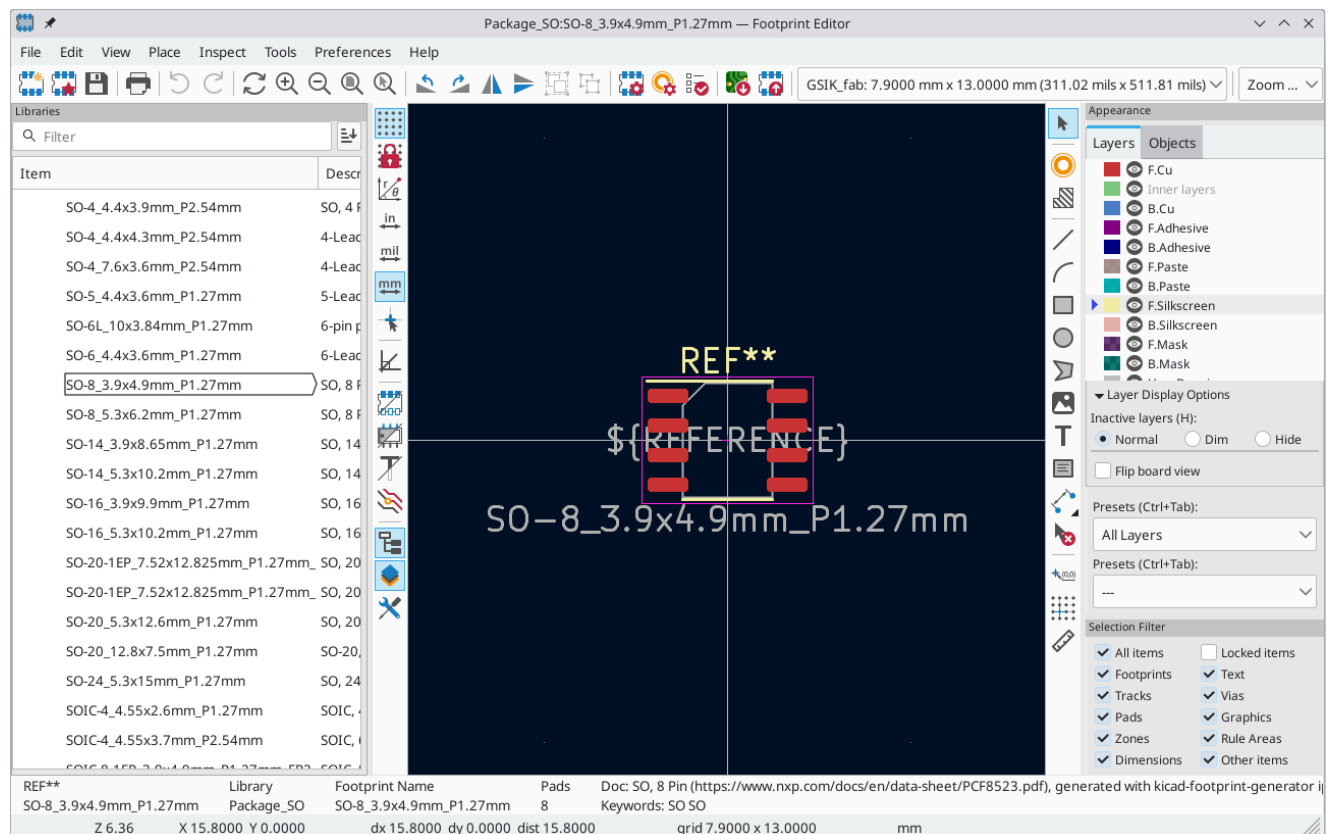 Package_SO:SO-8_3.9x4.9mm_P1.27mm — Footprint Editor
File Edit View Place Inspect Tools Preferences Help
GSIK_fab: 7.9000 mm x 13.0000 mm (311.02 mils x 511.81 mils)
Zoom ...
Libraries
Filter
Item Descr
SO-4_4.4x3.9mm_P2.54mm SO, 4 P
SO-4_4.4x4.3mm_P2.54mm 4-Lead
SO-4_7.6x3.6mm_P2.54mm 4-Lead
SO-5_4.4x3.6mm_P1.27mm 5-Lead
SO-6L_10x3.84mm_P1.27mm 6-pin p
SO-6_4.4x3.6mm_P1.27mm 6-Lead
SO-8_3.9x4.9mm_P1.27mm SO, 8 P
SO-8_5.3x6.2mm_P1.27mm SO, 8 P
SO-14_3.9x8.65mm_P1.27mm SO, 14
SO-14_5.3x10.2mm_P1.27mm SO, 14
SO-16_3.9x9.9mm_P1.27mm SO, 16
SO-16_5.3x10.2mm_P1.27mm SO, 16
SO-20-1EP_7.52x12.825mm_P1.27mm_ SO, 20
SO-20-1EP_7.52x12.825mm_P1.27mm_ SO, 20
SO-20_5.3x12.6mm_P1.27mm SO, 20
SO-20_12.8x7.5mm_P1.27mm SO-20,
SO-24_5.3x15mm_P1.27mm SO, 24
SOIC-4_4.55x2.6mm_P1.27mm SOIC,
SOIC-4_4.55x3.7mm_P2.54mm SOIC,
in
mil
mm
REF**
${REFERENCE}
SO-8_3.9x4.9mm_P1.27mm
T
(0,0)
Appearance
Layers Objects
F.Cu
Inner layers
B.Cu
F.Adhesive
B.Adhesive
F.Paste
B.Paste
F.Silkscreen
B.Silkscreen
F.Mask
B.Mask
Layer Display Options
Inactive layers (H):
Normal Dim Hide
Flip board view
Presets (Ctrl+Tab):
All Layers
Presets (Ctrl+Tab):
---
Selection Filter
All items Locked items
Footprints Text
Tracks Vias
Pads Graphics
Zones Rule Areas
Dimensions Other items
REF** Library Footprint Name Pads Doc: SO, 8 Pin (https://www.nxp.com/docs/en/data-sheet/PCF8523.pdf), generated with kicad-footprint-generator
SO-8_3.9x4.9mm_P1.27mm Package_SO SO-8_3.9x4.9mm_P1.27mm 8 Keywords: SO SO
Z 6.36 X 15.8000 Y 0.0000 dx 15.8000 dy 0.0000 dist 15.8000 grid 7.9000 x 13.0000 mm